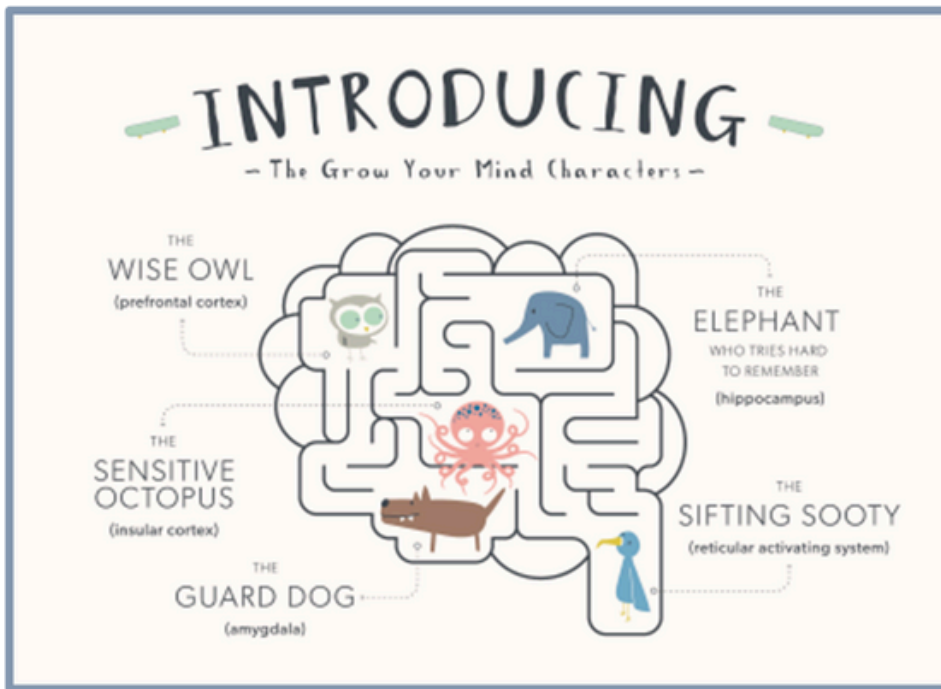 INTRODUCING
~ The Grow Your Mind Characters ~
THE
WISE OWL
(prefrontal cortex)
THE
ELEPHANT
WHO TRIES HARD
TO REMEMBER
(hippocampus)
THE
SENSITIVE
OCTOPUS
(insular cortex)
THE
SIFTING SOOTY
(reticular activating system)
THE
GUARD DOG
(amygdala)